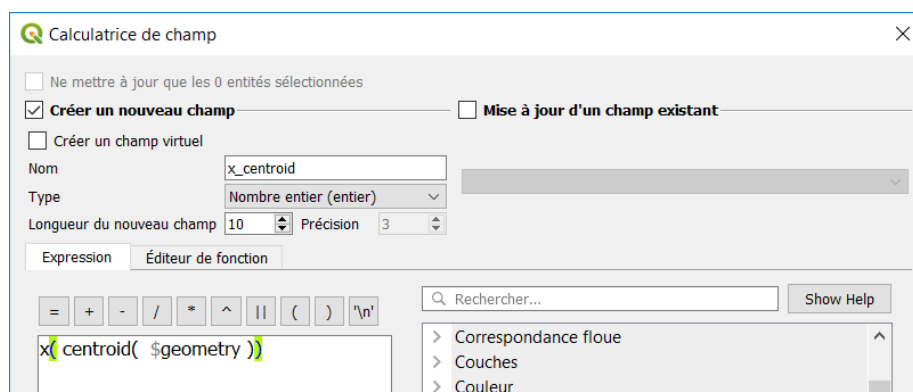 Calculatrice de champ
Ne mettre à jour que les 0 entités sélectionnées
Créer un nouveau champ
Mise à jour d'un champ existant
Créer un champ virtuel
Nom x_centroid
Type Nombre entier (entier)
Longueur du nouveau champ 10 Précision 3
Expression Éditeur de fonction
= + - / * ^ || ( ) '\n'
Rechercher... Show Help
x( centroid( $geometry ))
Correspondance floue
Couches
Couleur